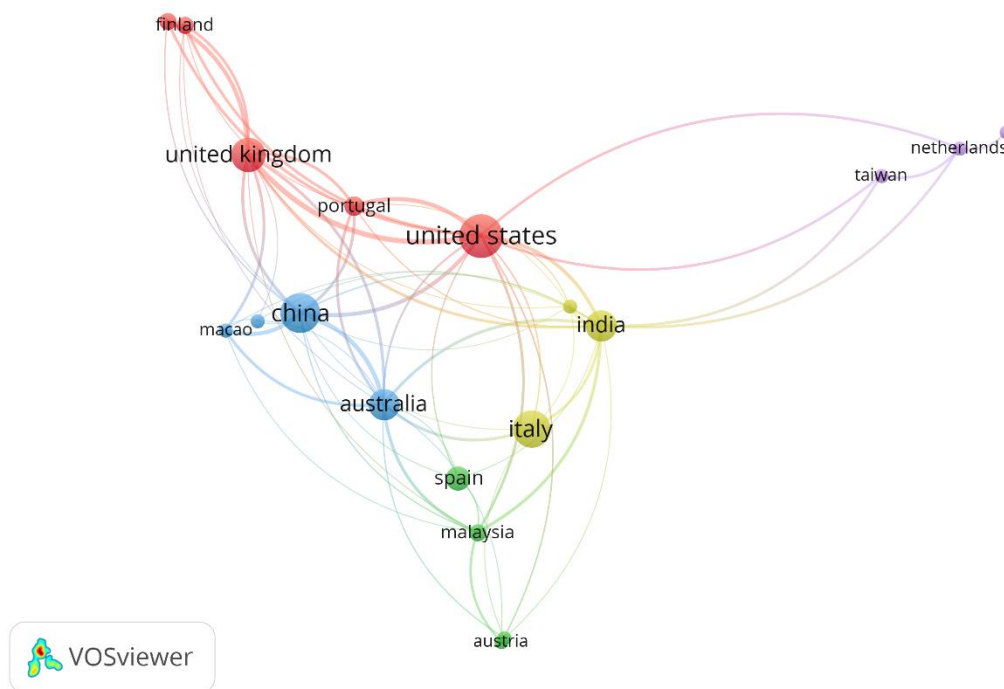 finland
united kingdom
netherlands
taiwan
portugal
united states
china
macao
india
australia
italy
spain
malaysia
austria
VOSviewer